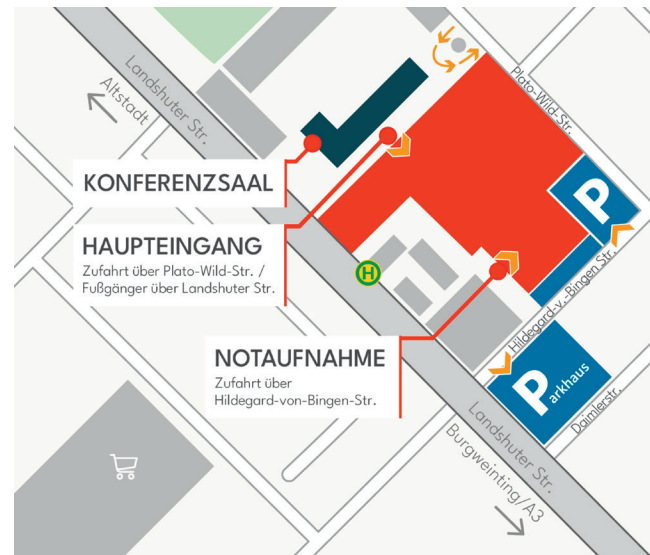 Landshuter Str.
Altstadt
Plato-Wild-Str.
KONFERENZSAAL
HAUPTEINGANG
Zufahrt über Plato-Wild-Str. /
Fußgänger über Landshuter Str.
P
H
Hildegard-v.-Bingen Str.
NOTAUFNAHME
Zufahrt über
Hildegard-von-Bingen-Str.
Parkhaus
Daimlerstr.
Landshuter Str.
Burgweinting/A3